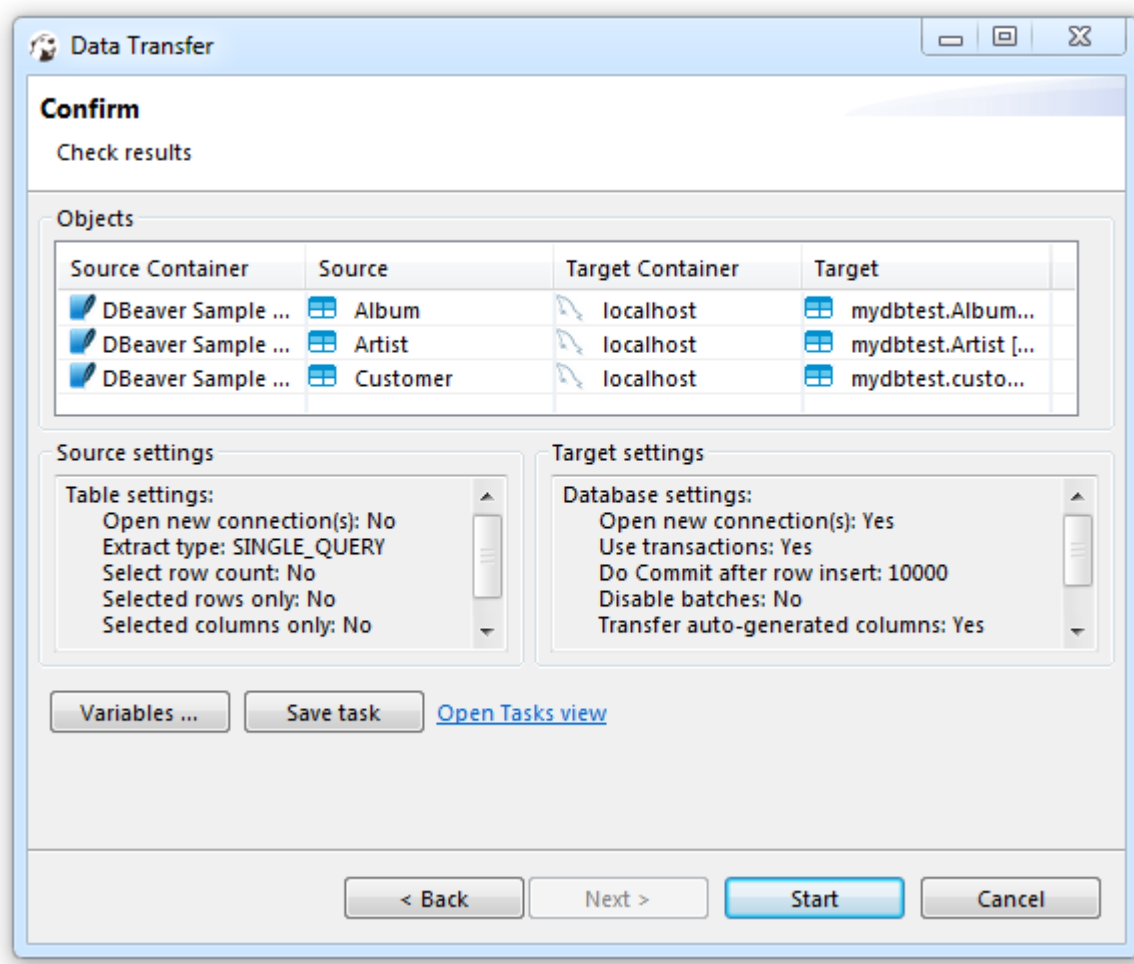 Data Transfer
Confirm
Check results
Objects
Source Container Source Target Container Target
DBeaver Sample ... Album localhost mydbtest.Album...
DBeaver Sample ... Artist localhost mydbtest.Artist [...
DBeaver Sample ... Customer localhost mydbtest.custo...
Source settings
Table settings:
Open new connection(s): No
Extract type: SINGLE_QUERY
Select row count: No
Selected rows only: No
Selected columns only: No
Target settings
Database settings:
Open new connection(s): Yes
Use transactions: Yes
Do Commit after row insert: 10000
Disable batches: No
Transfer auto-generated columns: Yes
Variables ... Save task Open Tasks view
< Back Next > Start Cancel